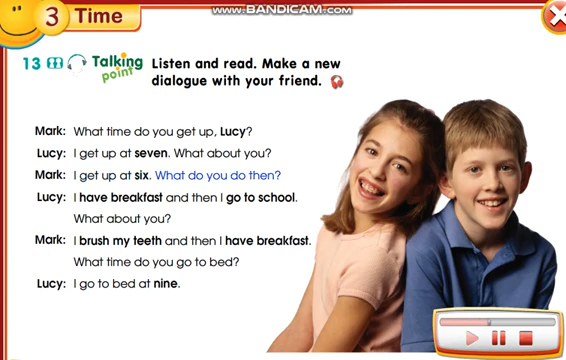 www.BANDICAM.com
3 Time
13 Talking point Listen and read. Make a new
dialogue with your friend.
Mark: What time do you get up, Lucy?
Lucy: I get up at seven. What about you?
Mark: I get up at six. What do you do then?
Lucy: I have breakfast and then I go to school.
What about you?
Mark: I brush my teeth and then I have breakfast.
What time do you go to bed?
Lucy: I go to bed at nine.